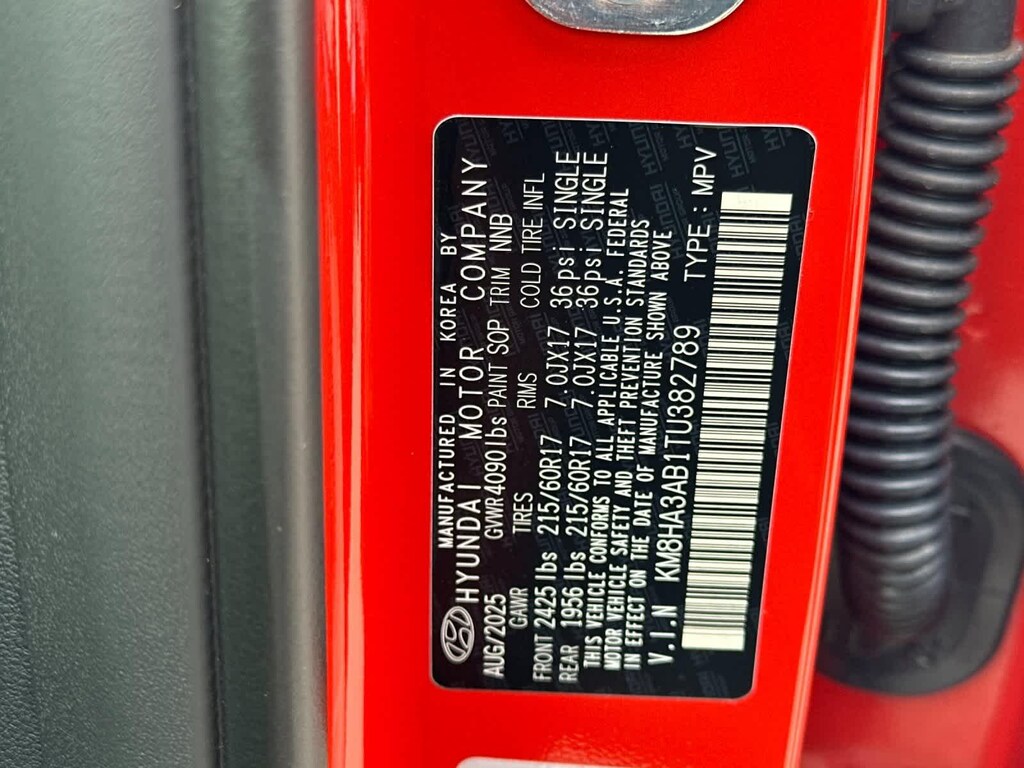 MANUFACTURED IN KOREA BY
HYUNDAI MOTOR COMPANY
AUG/2025 GVWR 4090lbs PAINT SOP TRIM NNB
GAWR TIRES RIMS COLD TIRE INFL
FRONT 2425 lbs 215/60R17 7.0JX17 36psi SINGLE
REAR 1956 lbs 215/60R17 7.0JX17 36psi SINGLE
THIS VEHICLE CONFORMS TO ALL APPLICABLE U.S.A. FEDERAL
MOTOR VEHICLE SAFETY AND THEFT PREVENTION STANDARDS
IN EFFECT ON THE DATE OF MANUFACTURE SHOWN ABOVE
V.I.N KM8HA3AB1TU382789 TYPE : MPV